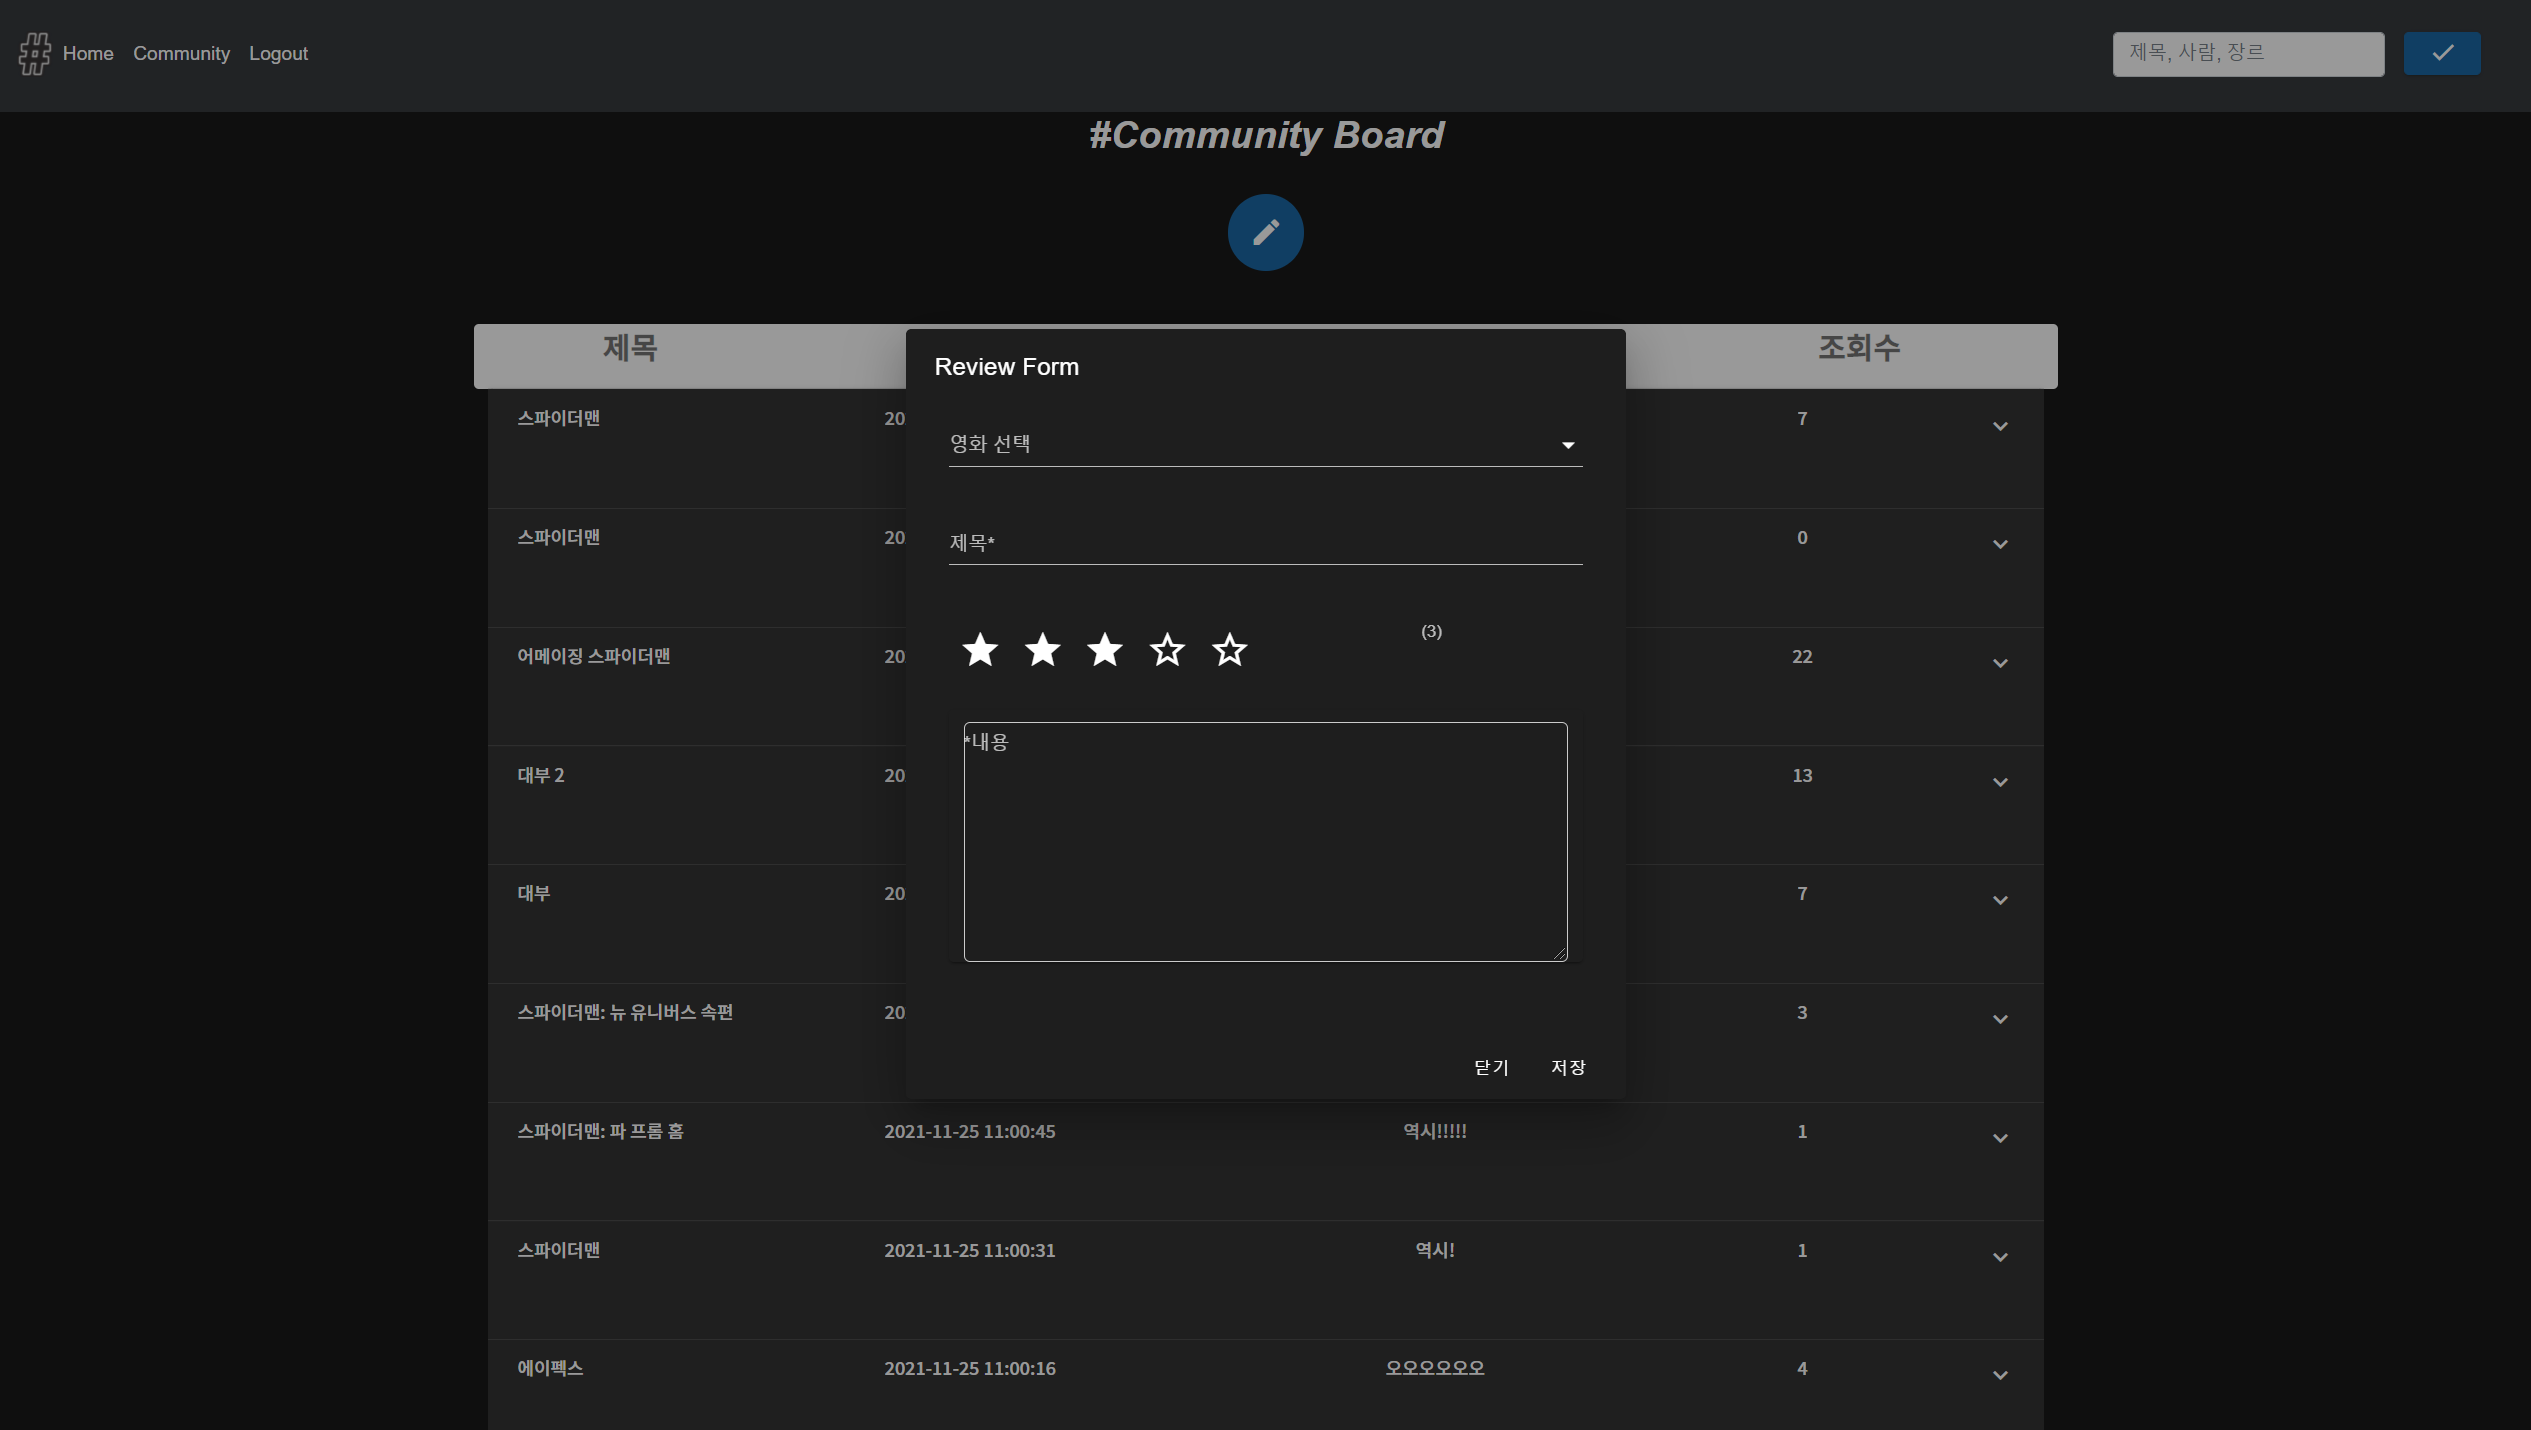 Home Community Logout 제목, 사람, 장르
#Community Board
제목 조회수
Review Form
영화 선택
제목*
(3)
*내용
닫기 저장
스파이더맨 20 7
스파이더맨 20 0
어메이징 스파이더맨 20 22
대부 2 20 13
대부 20 7
스파이더맨: 뉴 유니버스 속편 20 3
스파이더맨: 파 프롬 홈 2021-11-25 11:00:45 역시!!!!! 1
스파이더맨 2021-11-25 11:00:31 역시! 1
에이펙스 2021-11-25 11:00:16 오오오오오오 4